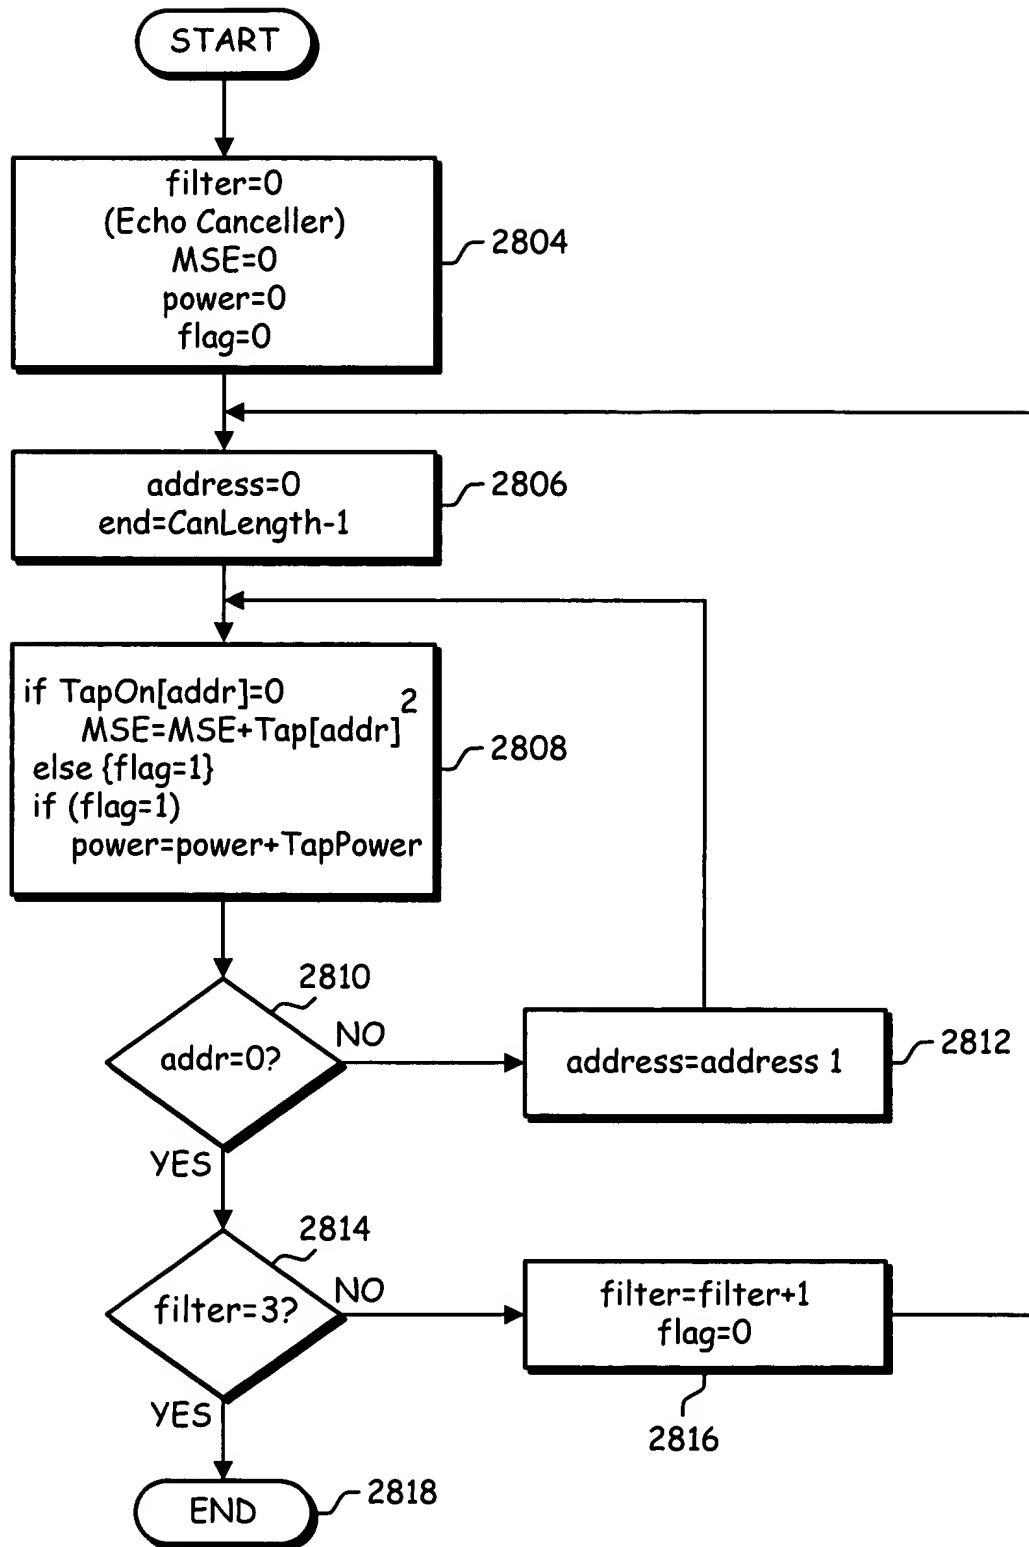 START
filter=0
(Echo Canceller)
MSE=0
power=0
flag=0
2804
address=0
end=CanLength-1
2806
if TapOn[addr]=0
MSE=MSE+Tap[addr]2
else {flag=1}
if (flag=1)
power=power+TapPower
2808
2810
addr=0?
NO
address=address 1
2812
YES
2814
filter=3?
NO
filter=filter+1
flag=0
2816
YES
END
2818